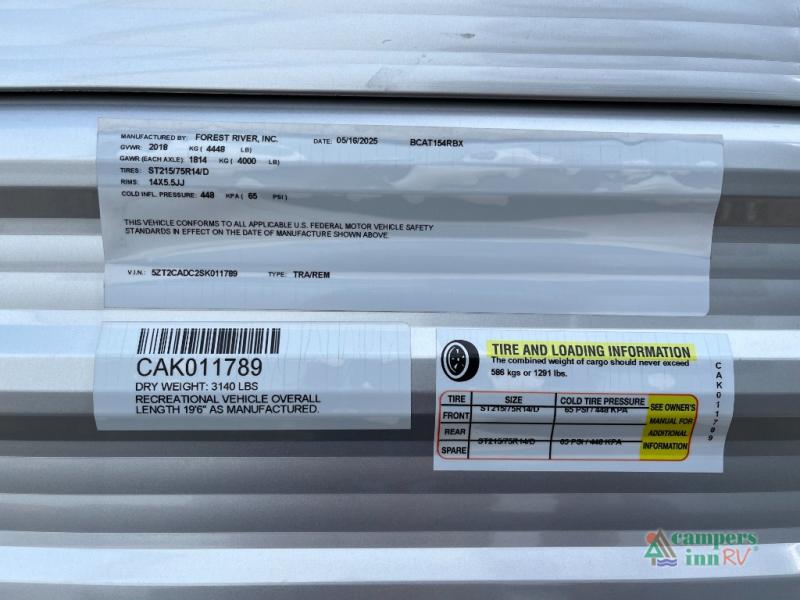 MANUFACTURED BY: FOREST RIVER, INC. DATE: 05/16/2025 BCAT154RBX
GVWR: 2018 KG ( 4448 LB)
GAWR (EACH AXLE): 1814 KG ( 4000 LB)
TIRES: ST215/75R14/D
RIMS: 14X5.5JJ
COLD INFL. PRESSURE: 448 KPA ( 65 PSI)
THIS VEHICLE CONFORMS TO ALL APPLICABLE U.S. FEDERAL MOTOR VEHICLE SAFETY
STANDARDS IN EFFECT ON THE DATE OF MANUFACTURE SHOWN ABOVE.
V.I.N.: 5ZT2CADC2SK011789 TYPE: TRA/REM
CAK011789
DRY WEIGHT: 3140 LBS
RECREATIONAL VEHICLE OVERALL
LENGTH 19'6" AS MANUFACTURED.
TIRE AND LOADING INFORMATION
The combined weight of cargo should never exceed
586 kgs or 1291 lbs.
TIRE SIZE COLD TIRE PRESSURE SEE OWNER'S
FRONT ST215/75R14/D 65 PSI / 448 KPA MANUAL FOR
REAR ADDITIONAL
SPARE ST215/75R14/D 65 PSI / 448 KPA INFORMATION
CAK011789
campers
inn RV®